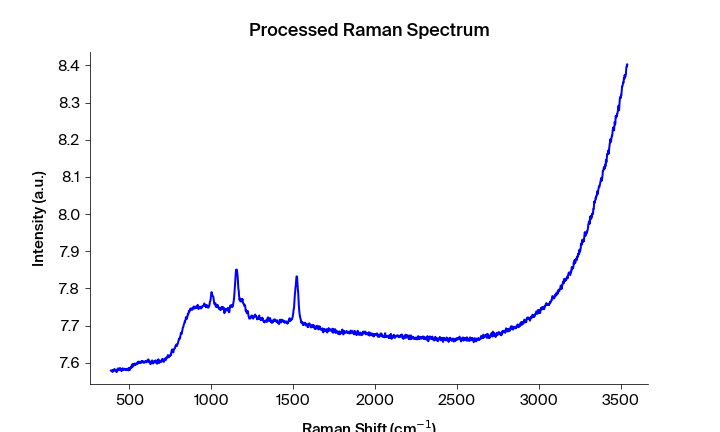 Processed Raman Spectrum
8.4
8.3
8.2
8.1
8.0
7.9
7.8
7.7
7.6
Intensity (a.u.)
500 1000 1500 2000 2500 3000 3500
Raman Shift (cm⁻¹)